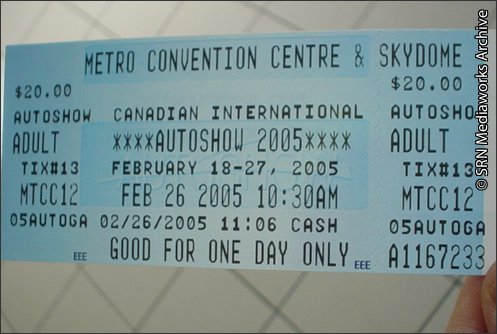 METRO CONVENTION CENTRE & SKYDOME
$20.00 $20.00
AUTOSHOW CANADIAN INTERNATIONAL AUTOSHO
ADULT ****AUTOSHOW 2005**** ADULT
TIX#13 FEBRUARY 18-27, 2005 TIX#13
MTCC12 FEB 26 2005 10:30AM MTCC12
05AUTOGA 02/26/2005 11:06 CASH 05AUTOGA
EEE GOOD FOR ONE DAY ONLY EEE A1167233
© SRN Mediaworks Archive